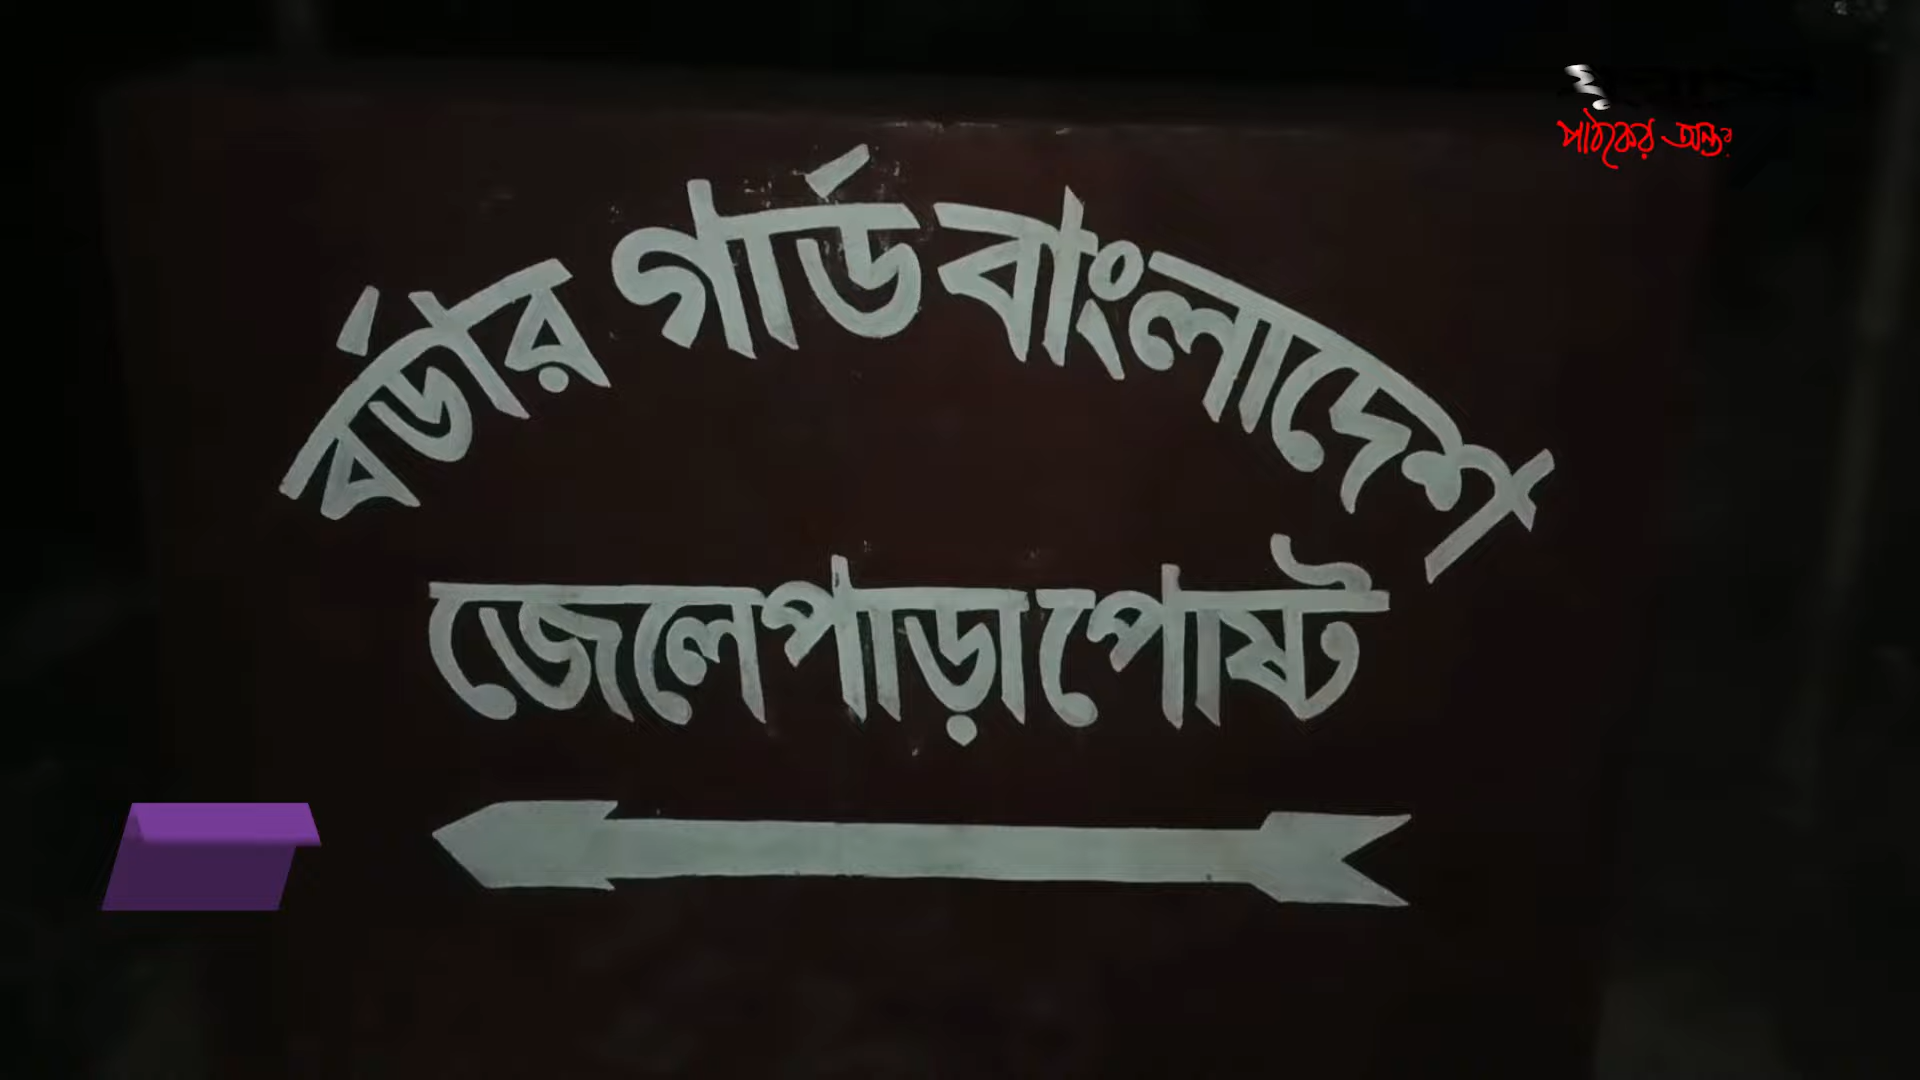 পাঠকের অন্তর
বর্ডার গার্ড বাংলাদেশ
জেলেপাড়া পোষ্ট